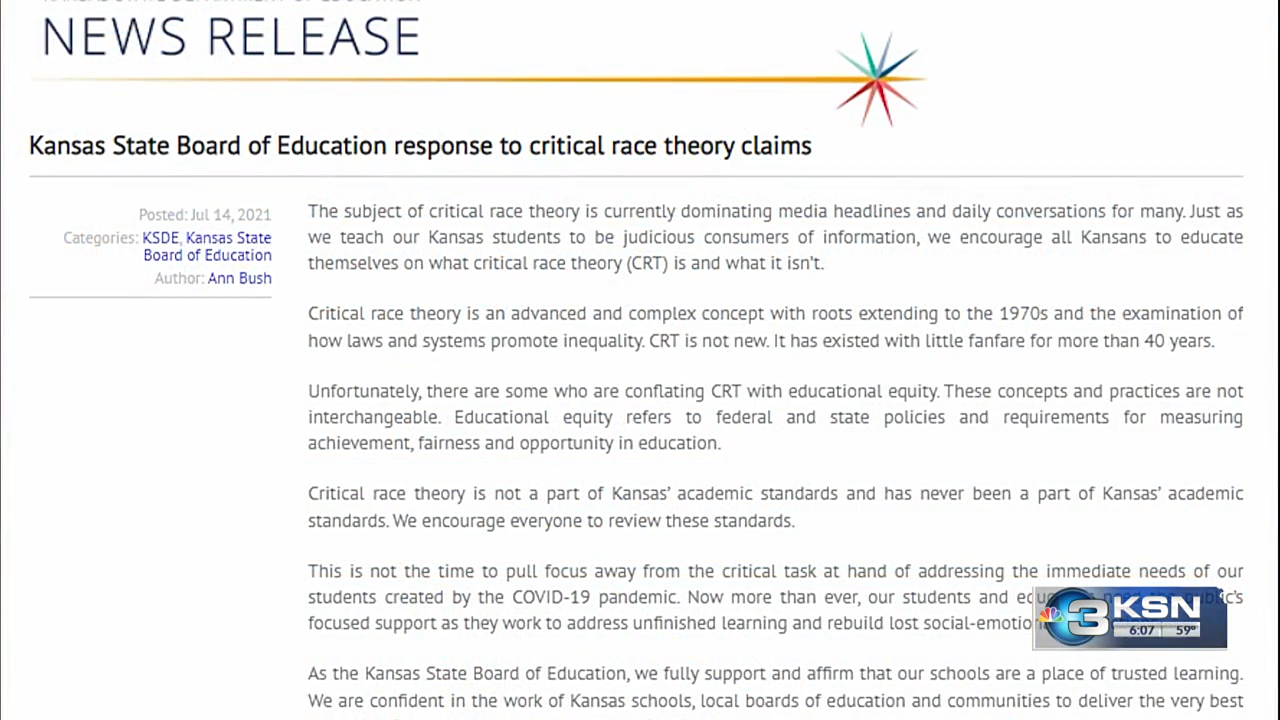 NEWS RELEASE
Kansas State Board of Education response to critical race theory claims
Posted: Jul 14, 2021
Categories: KSDE, Kansas State
Board of Education
Author: Ann Bush
The subject of critical race theory is currently dominating media headlines and daily conversations for many. Just as
we teach our Kansas students to be judicious consumers of information, we encourage all Kansans to educate
themselves on what critical race theory (CRT) is and what it isn't.
Critical race theory is an advanced and complex concept with roots extending to the 1970s and the examination of
how laws and systems promote inequality. CRT is not new. It has existed with little fanfare for more than 40 years.
Unfortunately, there are some who are conflating CRT with educational equity. These concepts and practices are not
interchangeable. Educational equity refers to federal and state policies and requirements for measuring
achievement, fairness and opportunity in education.
Critical race theory is not a part of Kansas' academic standards and has never been a part of Kansas' academic
standards. We encourage everyone to review these standards.
This is not the time to pull focus away from the critical task at hand of addressing the immediate needs of our
students created by the COVID-19 pandemic. Now more than ever, our students and
focused support as they work to address unfinished learning and rebuild lost
As the Kansas State Board of Education, we fully support and affirm that our schools are a place of trusted learning.
We are confident in the work of Kansas schools, local boards of education and communities to deliver the very best
3 KSN
6:07 59°